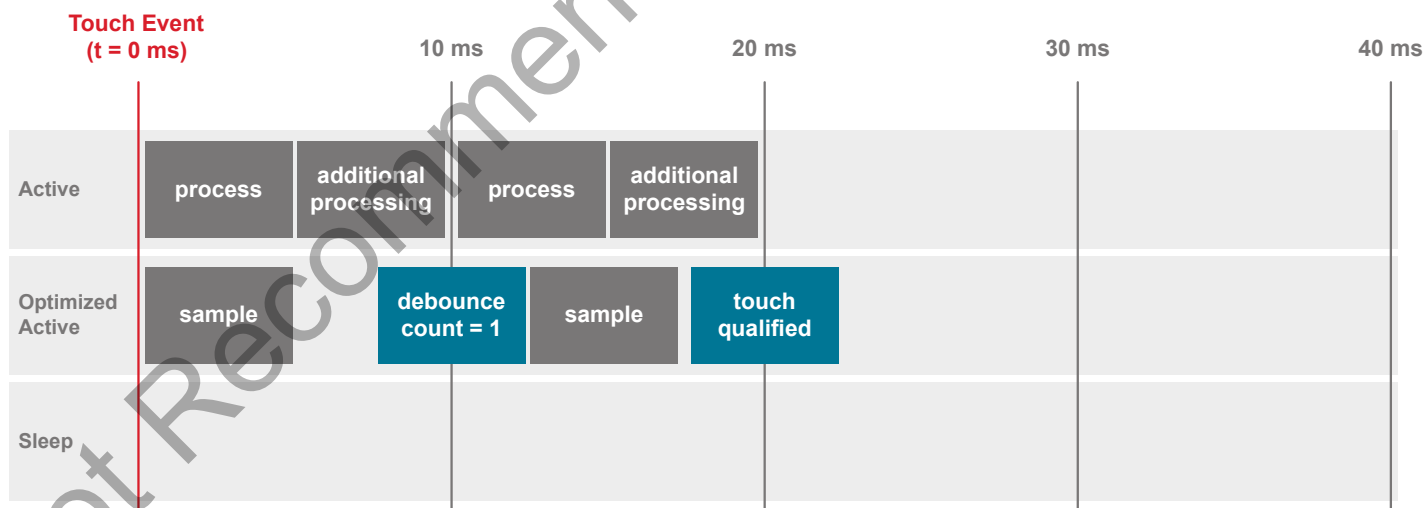 Touch Event
(t = 0 ms)
10 ms
20 ms
30 ms
40 ms
Active
process
additional
processing
process
additional
processing
Optimized
Active
sample
debounce
count = 1
sample
touch
qualified
Sleep